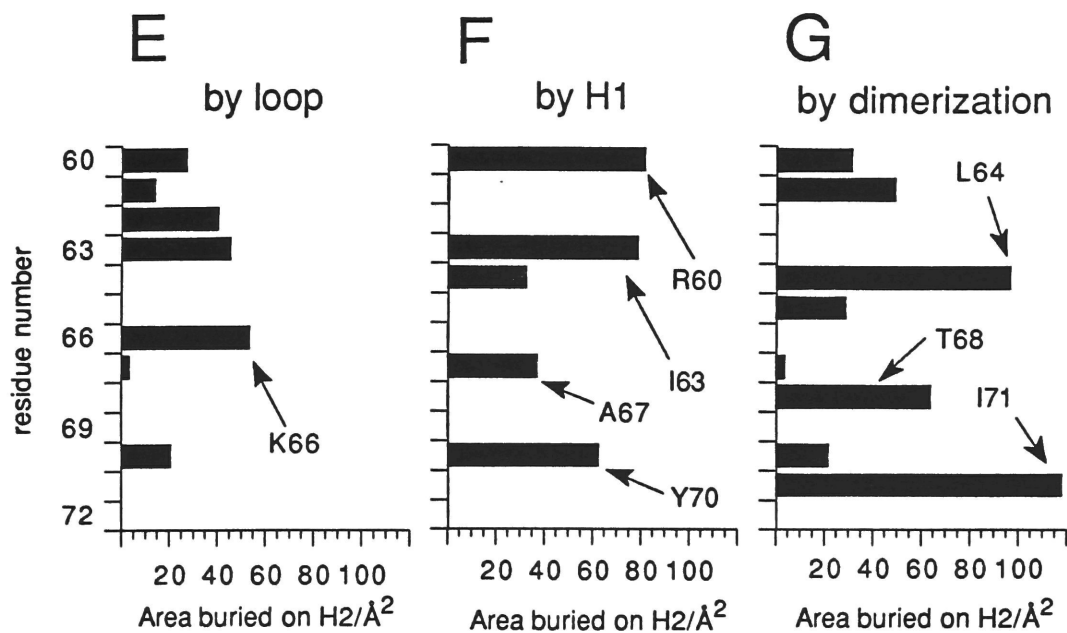 E
by loop
F
by H1
G
by dimerization
residue number
60
63
66
69
72
K66
20 40 60 80 100
Area buried on H2/Å²
R60
I63
A67
Y70
20 40 60 80 100
Area buried on H2/Å²
L64
T68
I71
20 40 60 80 100
Area buried on H2/Å²